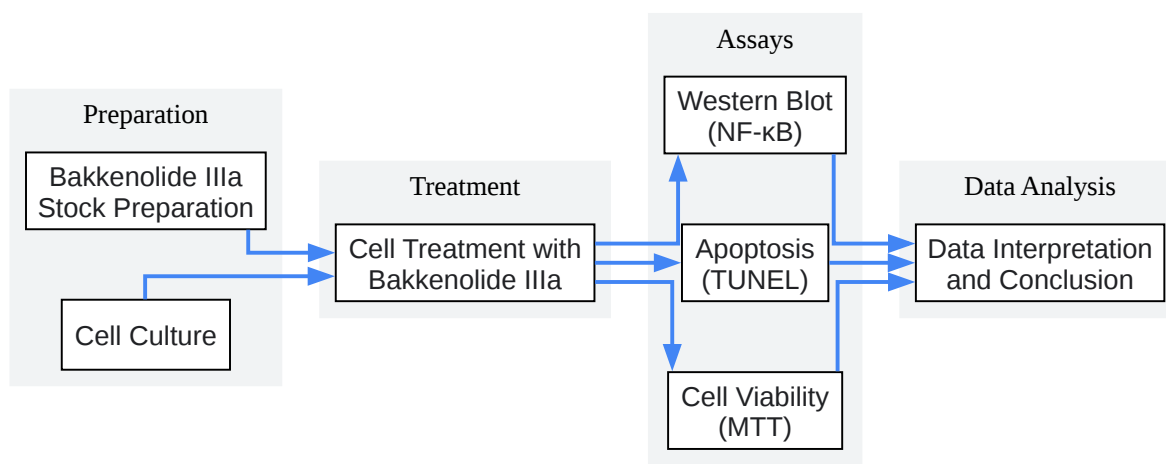 Preparation
Bakkenolide IIIa
Stock Preparation
Cell Culture
Treatment
Cell Treatment with
Bakkenolide IIIa
Assays
Western Blot
(NF-κB)
Apoptosis
(TUNEL)
Cell Viability
(MTT)
Data Analysis
Data Interpretation
and Conclusion